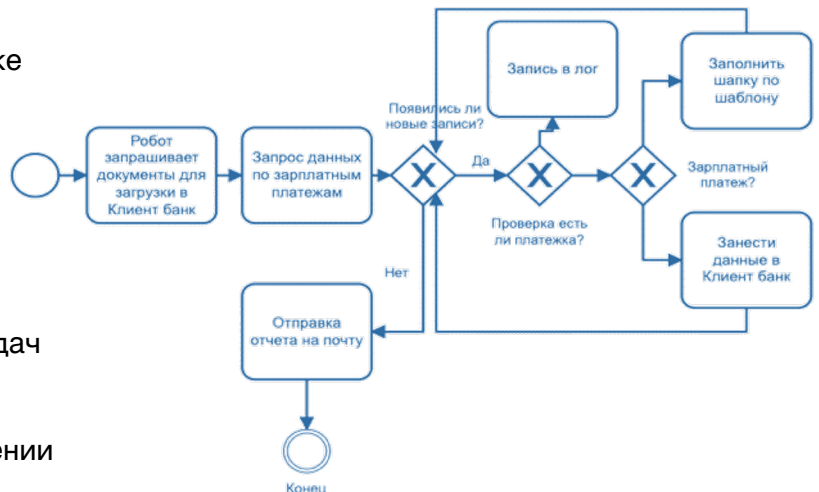 ке
Запись в лог
Заполнить
шапку по
шаблону
Появились ли
новые записи?
Робот
запрашивает
документы для
загрузки в
Клиент банк
Запрос данных
по зарплатным
платежам
Да
Зарплатный
платеж?
Проверка есть
ли платежка?
Занести
данные в
Клиент банк
Нет
Отправка
отчета на почту
дач
ении
Конец